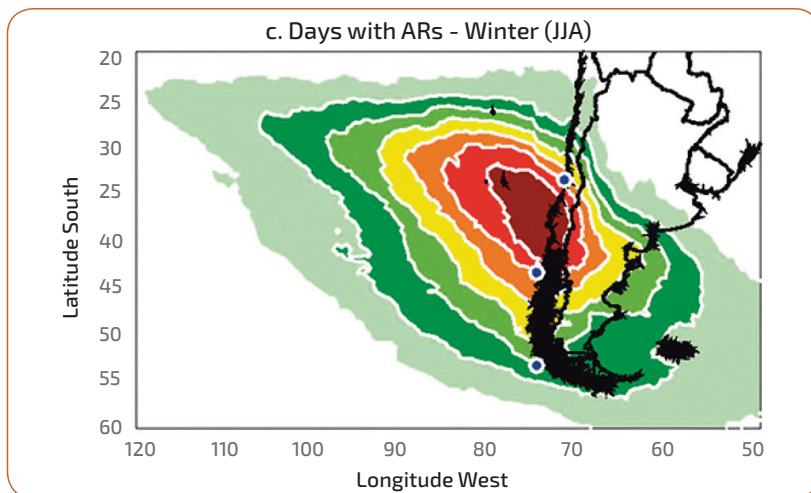 c. Days with ARs - Winter (JJA)
Latitude South
20
25
30
25
40
45
50
55
60
120 110 100 90 80 70 60 50
Longitude West